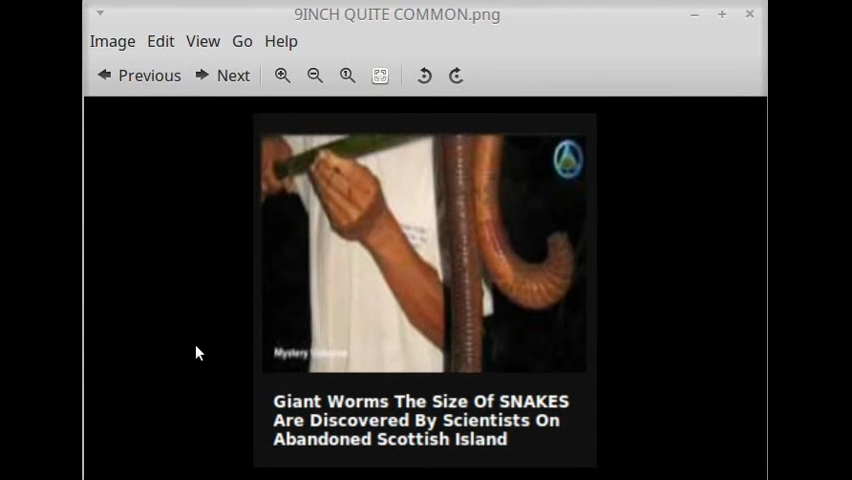 9INCH QUITE COMMON.png
Image Edit View Go Help
Previous Next
Mystery
Giant Worms The Size Of SNAKES
Are Discovered By Scientists On
Abandoned Scottish Island